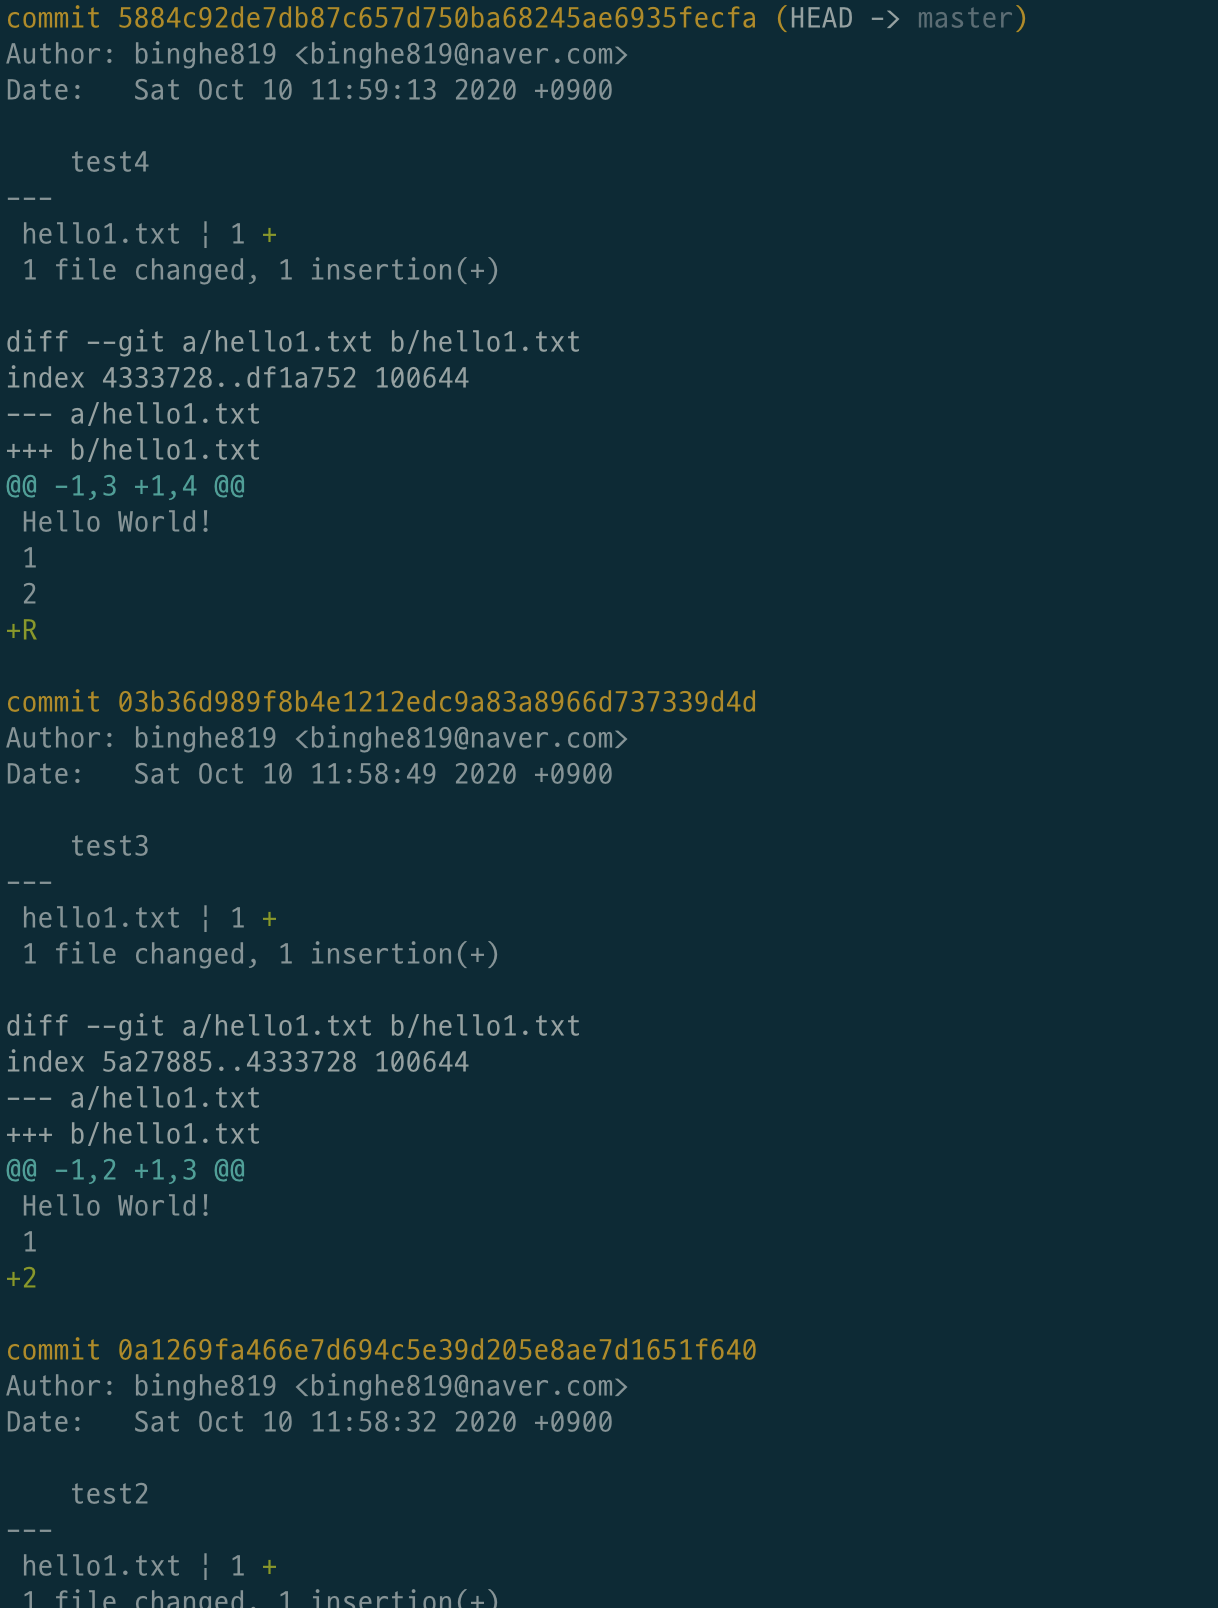 commit 5884c92de7db87c657d750ba68245ae6935fecfa (HEAD -> master)
Author: binghe819 <binghe819@naver.com>
Date:   Sat Oct 10 11:59:13 2020 +0900
    test4
---
 hello1.txt | 1 +
 1 file changed, 1 insertion(+)
diff --git a/hello1.txt b/hello1.txt
index 4333728..df1a752 100644
--- a/hello1.txt
+++ b/hello1.txt
@@ -1,3 +1,4 @@
 Hello World!
 1
 2
+R
commit 03b36d989f8b4e1212edc9a83a8966d737339d4d
Author: binghe819 <binghe819@naver.com>
Date:   Sat Oct 10 11:58:49 2020 +0900
    test3
---
 hello1.txt | 1 +
 1 file changed, 1 insertion(+)
diff --git a/hello1.txt b/hello1.txt
index 5a27885..4333728 100644
--- a/hello1.txt
+++ b/hello1.txt
@@ -1,2 +1,3 @@
 Hello World!
 1
+2
commit 0a1269fa466e7d694c5e39d205e8ae7d1651f640
Author: binghe819 <binghe819@naver.com>
Date:   Sat Oct 10 11:58:32 2020 +0900
    test2
---
 hello1.txt | 1 +
 1 file changed, 1 insertion(+)